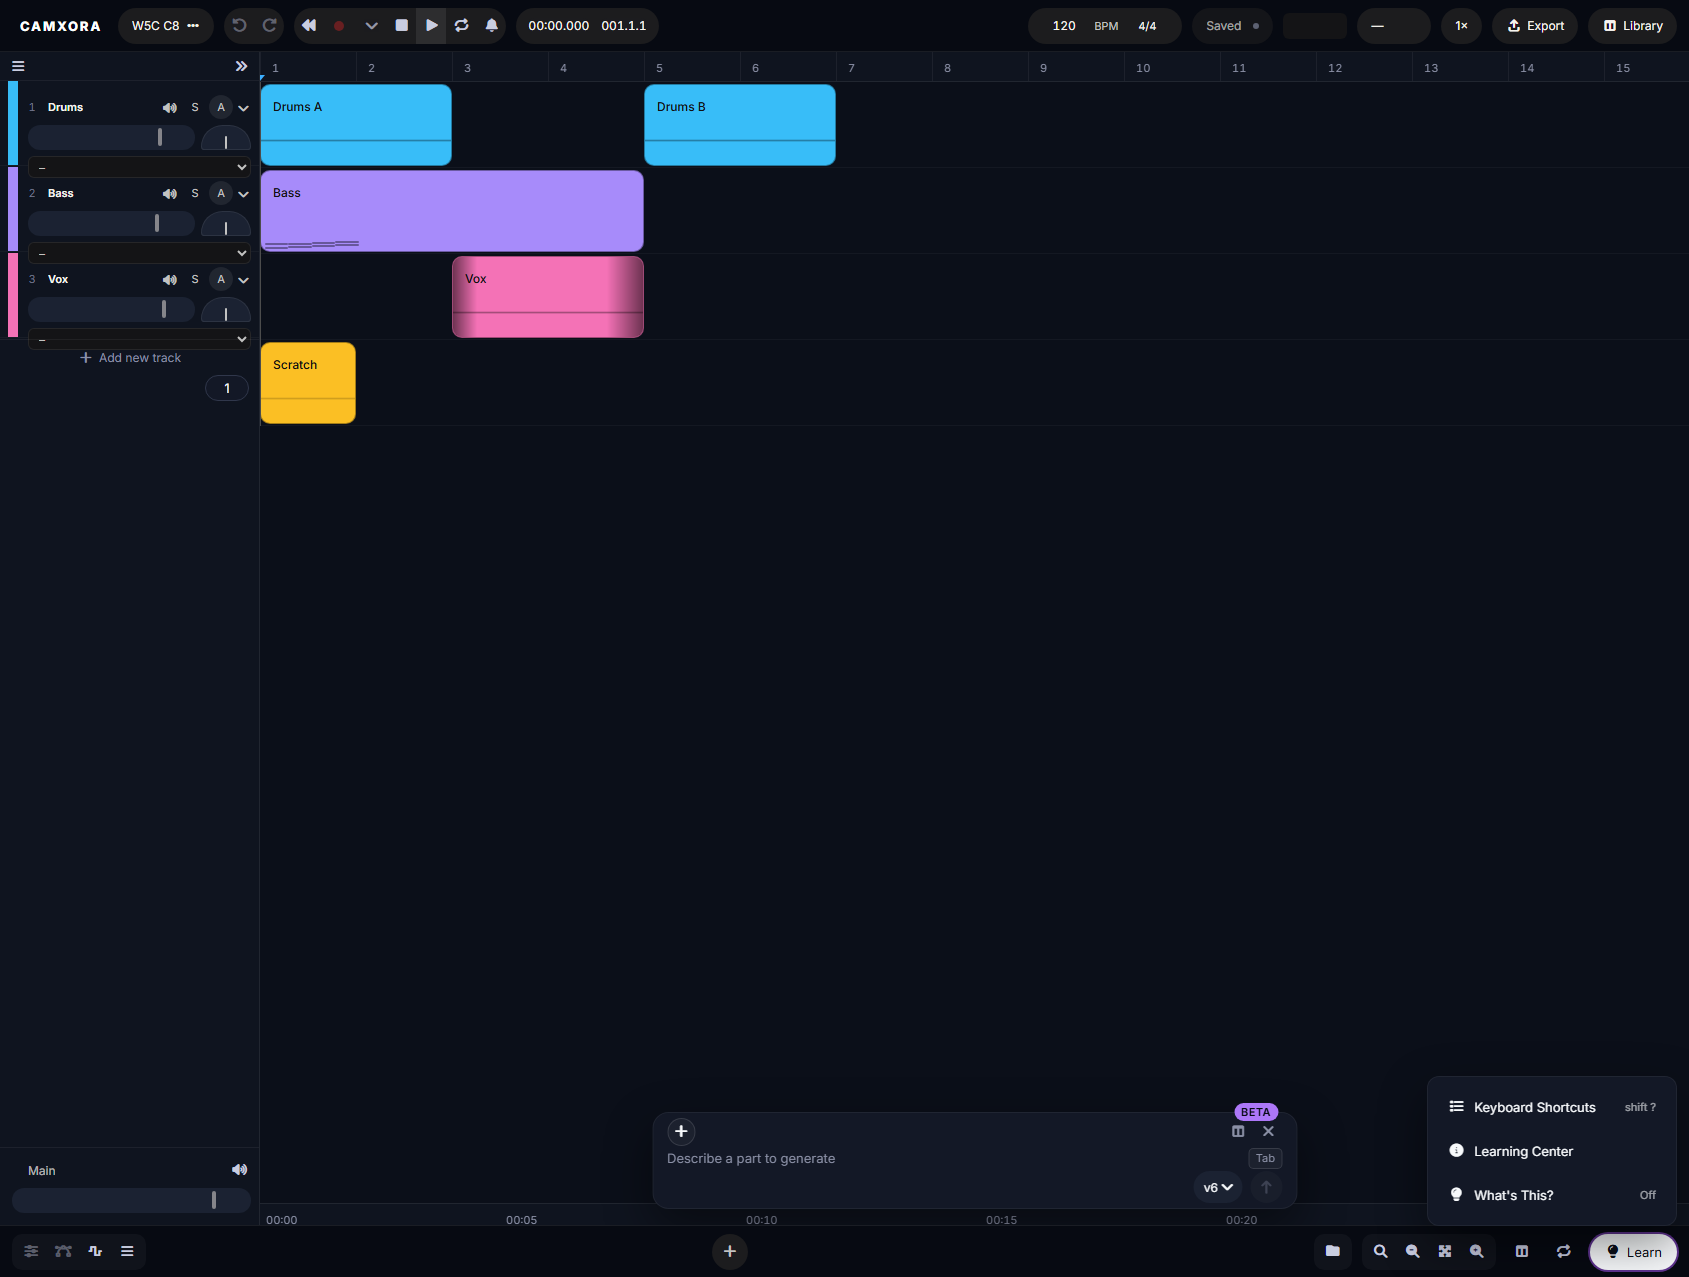 CAMXORA W5C C8 ••• 00:00.000 001.1.1 120 BPM 4/4 Saved — 1× Export Library
1 2 3 4 5 6 7 8 9 10 11 12 13 14 15
1 Drums S A
–
2 Bass S A
–
3 Vox S A
–
Add new track
1
Drums A Drums B
Bass
Vox
Scratch
BETA
Describe a part to generate Tab
v6
Keyboard Shortcuts shift ?
Learning Center
What's This? Off
Main
00:00 00:05 00:10 00:15 00:20
Learn